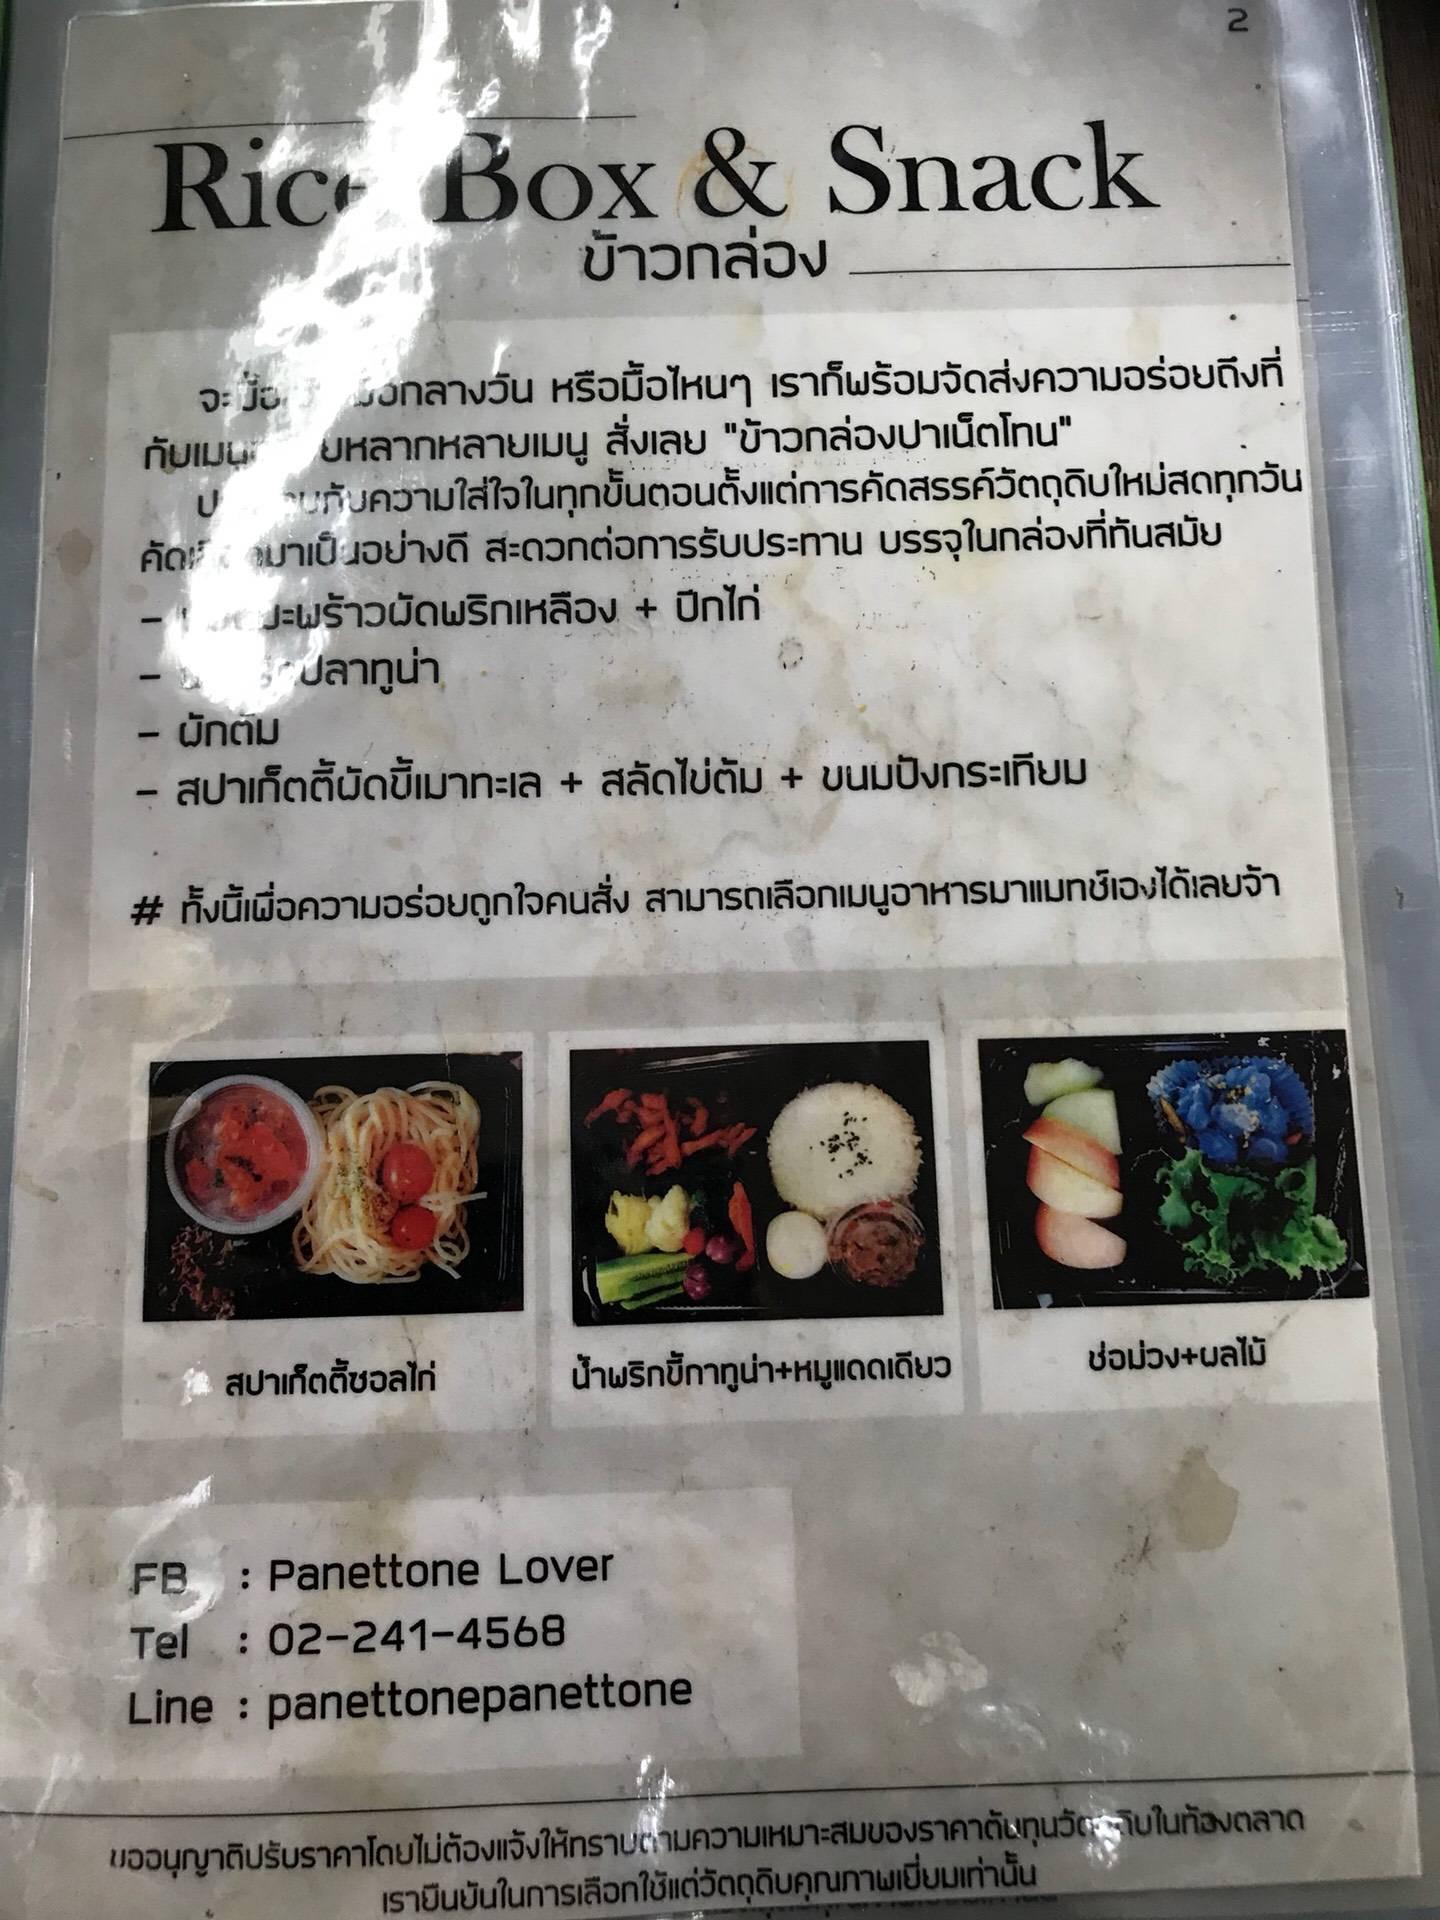 2
Rice Box & Snack
ข้าวกล่อง
กลางวัน หรือมื้อไหนๆ เราก็พร้อมจัดส่งความอร่อยถึงที่
กับเมนู หลากหลายเมนู สั่งเลย "ข้าวกล่องปาเน็ตโทน"
กับความใส่ใจในทุกขั้นตอนตั้งแต่การคัดสรรค์วัตถุดิบใหม่สดทุกวัน
มาเป็นอย่างดี สะดวกต่อการรับประทาน บรรจุในกล่องที่ทันสมัย
- มะพร้าวผัดพริกเหลือง + ปีกไก่
- ปลาทูน่า
- ผักต้ม
- สปาเก็ตตี้ผัดขี้เมาทะเล + สลัดไข่ต้ม + ขนมปังกระเทียม
# ทั้งนี้เพื่อความอร่อยถูกใจคนสั่ง สามารถเลือกเมนูอาหารมาแมทช์เองได้เลยจ้า
สปาเก็ตตี้ซอสไก่
น้ำพริกขี้กาทูน่า+หมูแดดเดียว
ช่อม่วง+ผลไม้
FB : Panettone Lover
Tel : 02-241-4568
Line : panettonepanettone
ขออนุญาติปรับราคาโดยไม่ต้องแจ้งให้ทราบตามความเหมาะสมของราคาต้นทุนวัตถุดิบในท้องตลาด
เรายืนยันในการเลือกใช้แต่วัตถุดิบคุณภาพเยี่ยมเท่านั้น